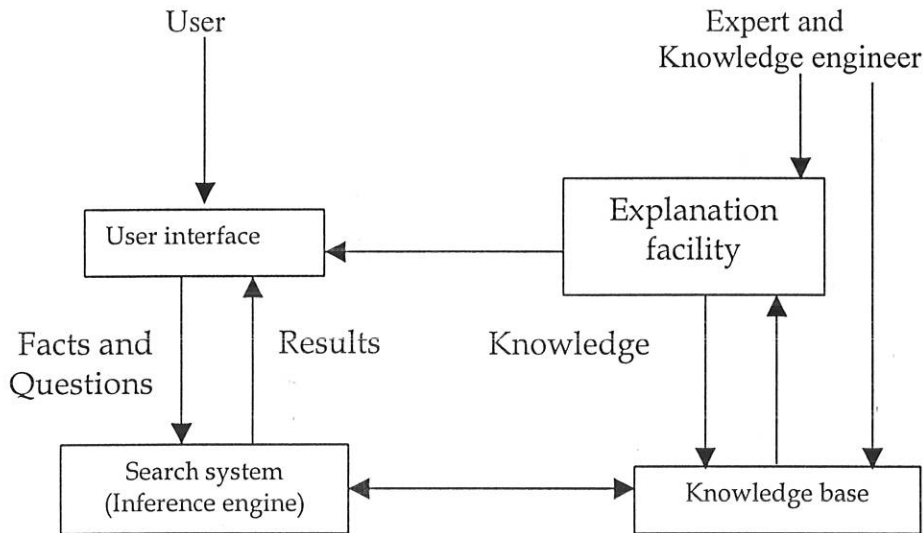 User
Expert and
Knowledge engineer
User interface
Explanation
facility
Facts and
Questions
Results
Knowledge
Search system
(Inference engine)
Knowledge base